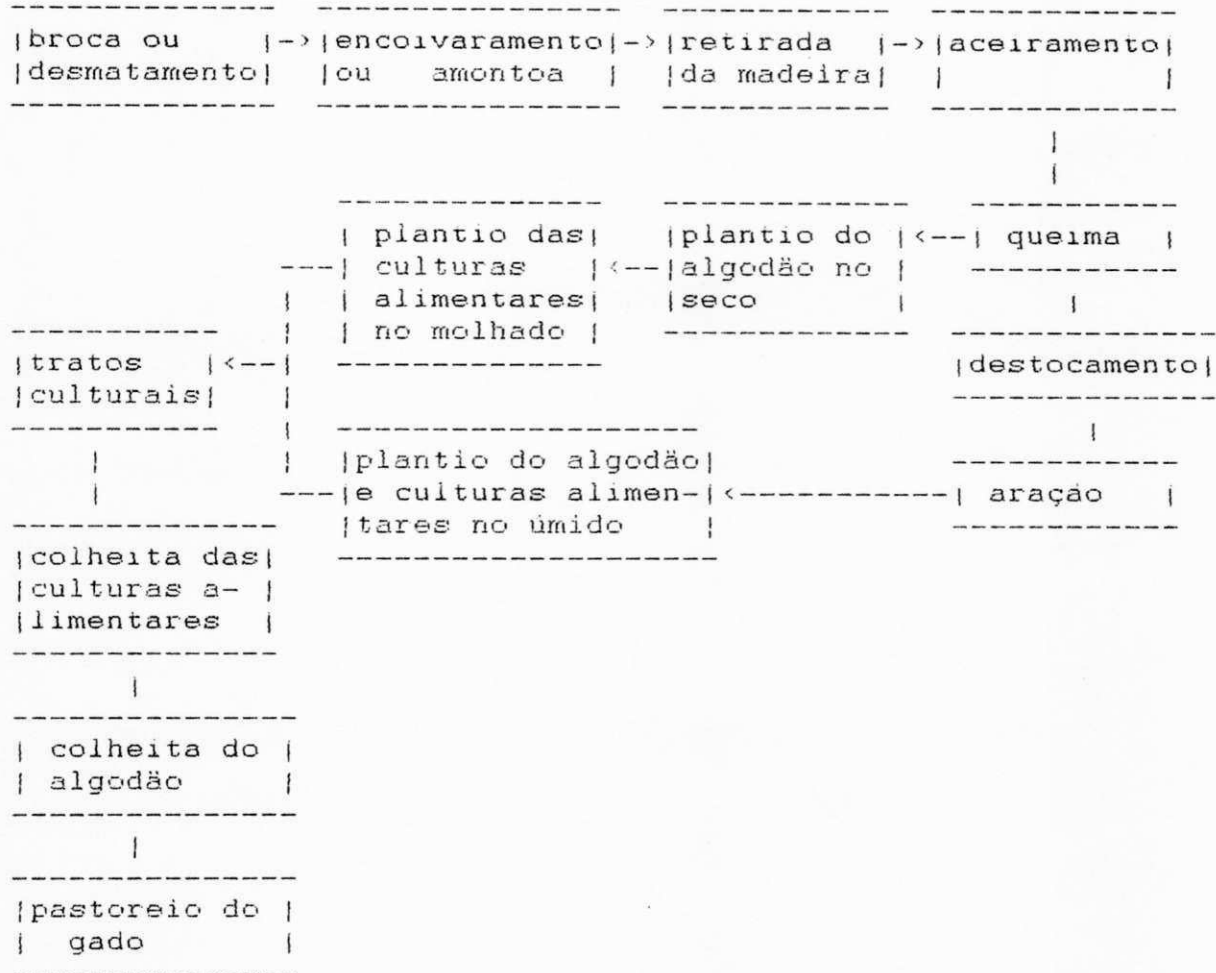 broca ou
desmatamento
encoivaramento
ou amontoa
retirada
da madeira
aceiramento
queima
plantio do
algodão no
seco
plantio das
culturas
alimentares
no molhado
destocamento
aração
plantio do algodão
e culturas alimen-
tares no úmido
tratos
culturais
colheita das
culturas a-
limentares
colheita do
algodão
pastoreio do
gado